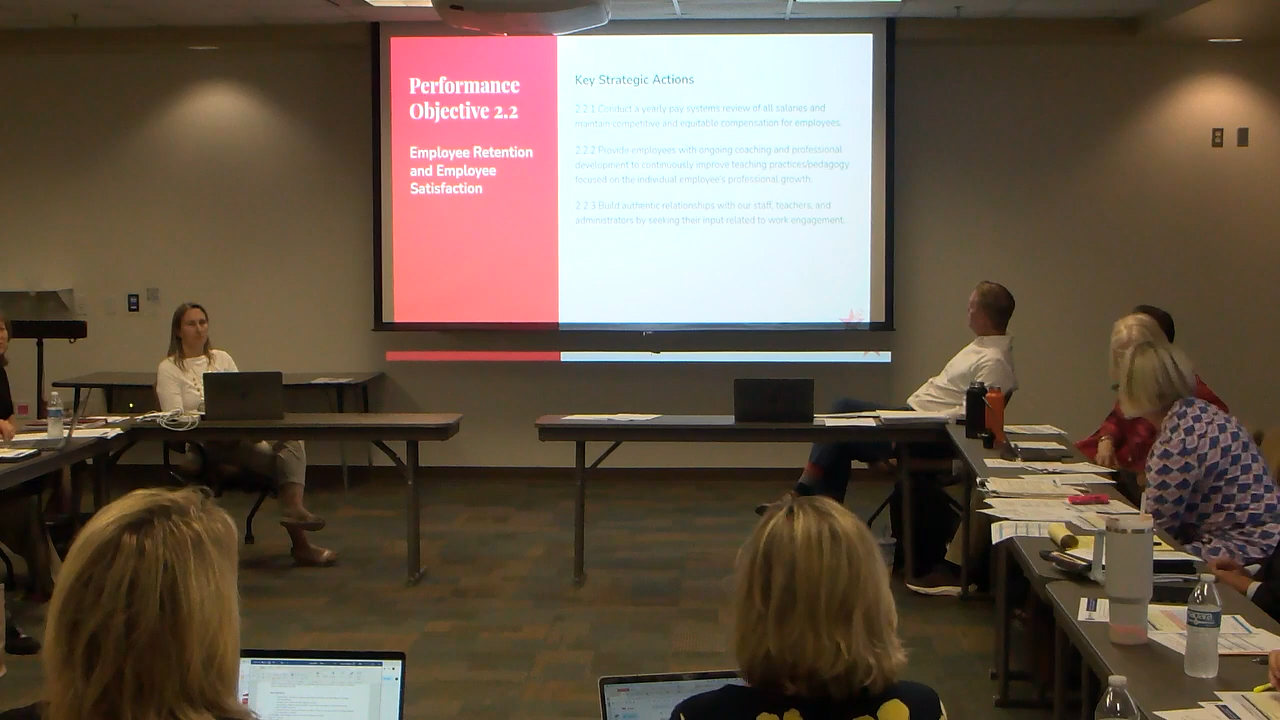 Performance
Objective 2.2
Employee Retention
and Employee
Satisfaction
Key Strategic Actions
2.2.1 Conduct a yearly pay systems review of all salaries and
maintain competitive and equitable compensation for employees.
2.2.2 Provide employees with ongoing coaching and professional
development to continuously improve teaching practices/pedagogy
focused on the individual employee's professional growth.
2.2.3 Build authentic relationships with our staff, teachers, and
administrators by seeking their input related to work engagement.